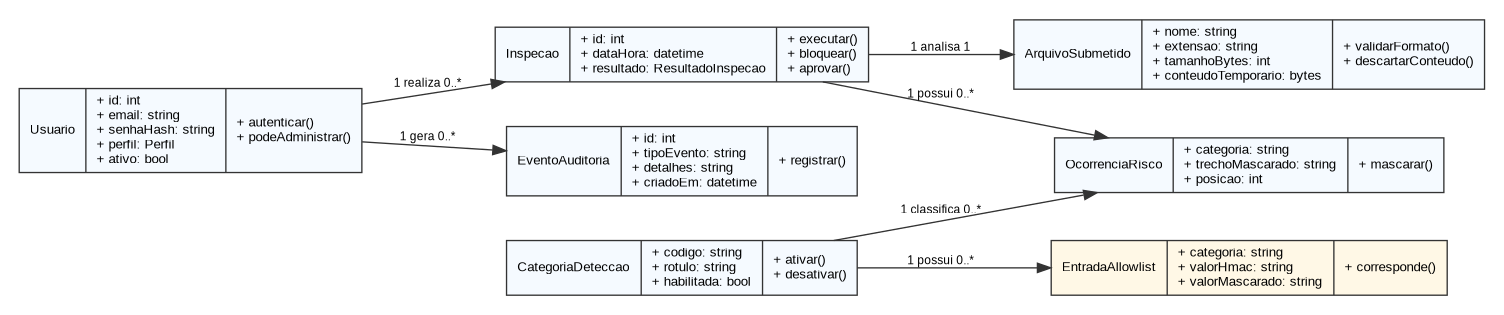 Usuario
+ id: int
+ email: string
+ senhaHash: string
+ perfil: Perfil
+ ativo: bool
+ autenticar()
+ podeAdministrar()
1 realiza 0..*
1 gera 0..*
Inspecao
+ id: int
+ dataHora: datetime
+ resultado: ResultadoInspecao
+ executar()
+ bloquear()
+ aprovar()
1 analisa 1
1 possui 0..*
EventoAuditoria
+ id: int
+ tipoEvento: string
+ detalhes: string
+ criadoEm: datetime
+ registrar()
CategoriaDeteccao
+ codigo: string
+ rotulo: string
+ habilitada: bool
+ ativar()
+ desativar()
1 classifica 0..*
1 possui 0..*
ArquivoSubmetido
+ nome: string
+ extensao: string
+ tamanhoBytes: int
+ conteudoTemporario: bytes
+ validarFormato()
+ descartarConteudo()
OcorrenciaRisco
+ categoria: string
+ trechoMascarado: string
+ posicao: int
+ mascarar()
EntradaAllowlist
+ categoria: string
+ valorHmac: string
+ valorMascarado: string
+ corresponde()